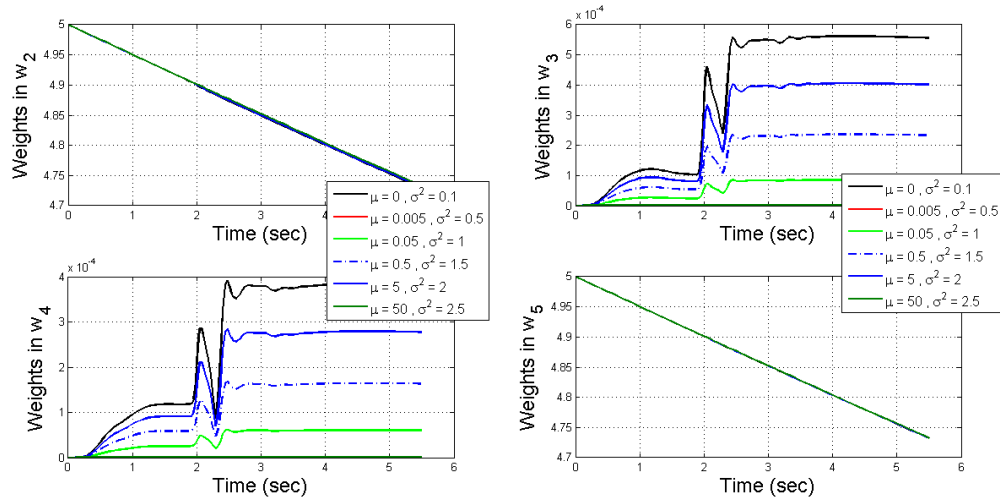 5
4.9
4.8
4.75
4.7
0 1 2 3 4 5 6
Weights in w2
Time (sec)
x 10^-4
6
5
4
3
2
1
0
0 1 2 3 4 5 6
Weights in w3
Time (sec)
μ = 0 , σ² = 0.1
μ = 0.005 , σ² = 0.5
μ = 0.05 , σ² = 1
μ = 0.5 , σ² = 1.5
μ = 5 , σ² = 2
μ = 50 , σ² = 2.5
μ = 0 , σ² = 0.1
μ = 0.005 , σ² = 0.5
μ = 0.05 , σ² = 1
μ = 0.5 , σ² = 1.5
μ = 5 , σ² = 2
μ = 50 , σ² = 2.5
x 10^-4
4
3
2
1
0
0 1 2 3 4 5 6
Weights in w4
Time (sec)
5
4.95
4.9
4.85
4.8
4.75
4.7
0 1 2 3 4 5 6
Weights in w5
Time (sec)